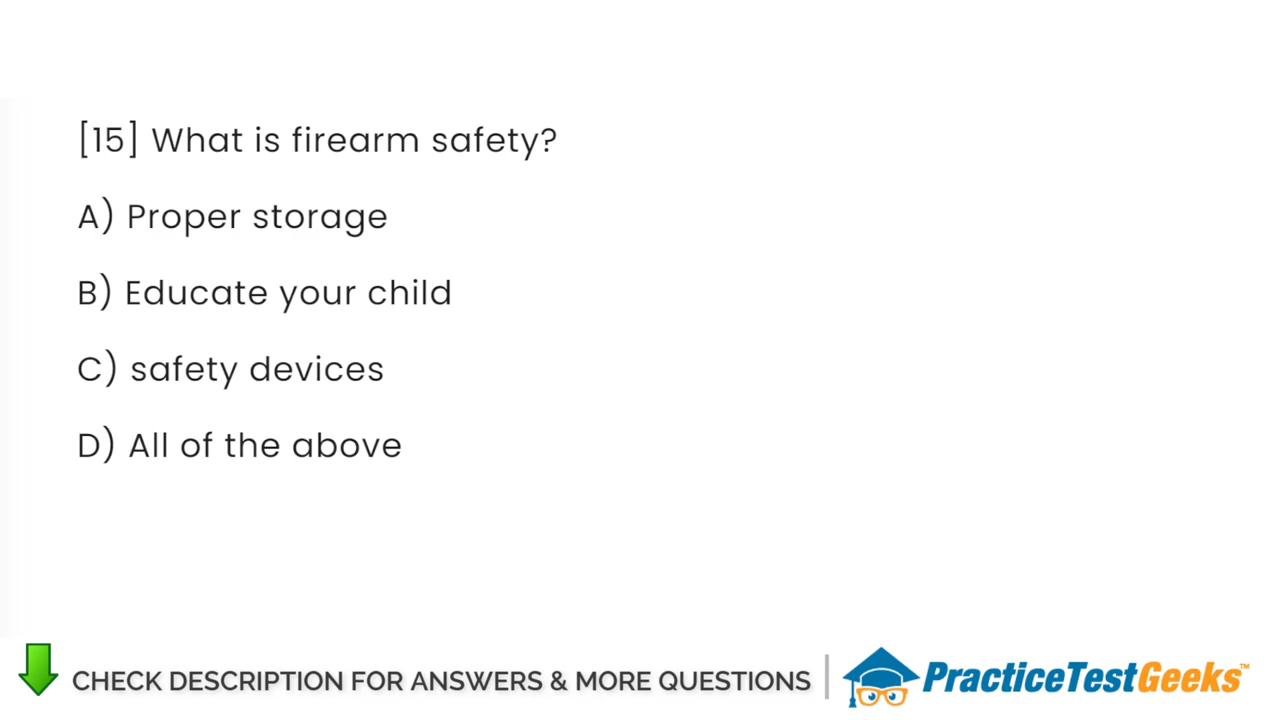 [15] What is firearm safety?
A) Proper storage
B) Educate your child
C) safety devices
D) All of the above
CHECK DESCRIPTION FOR ANSWERS & MORE QUESTIONS
PracticeTestGeeks™